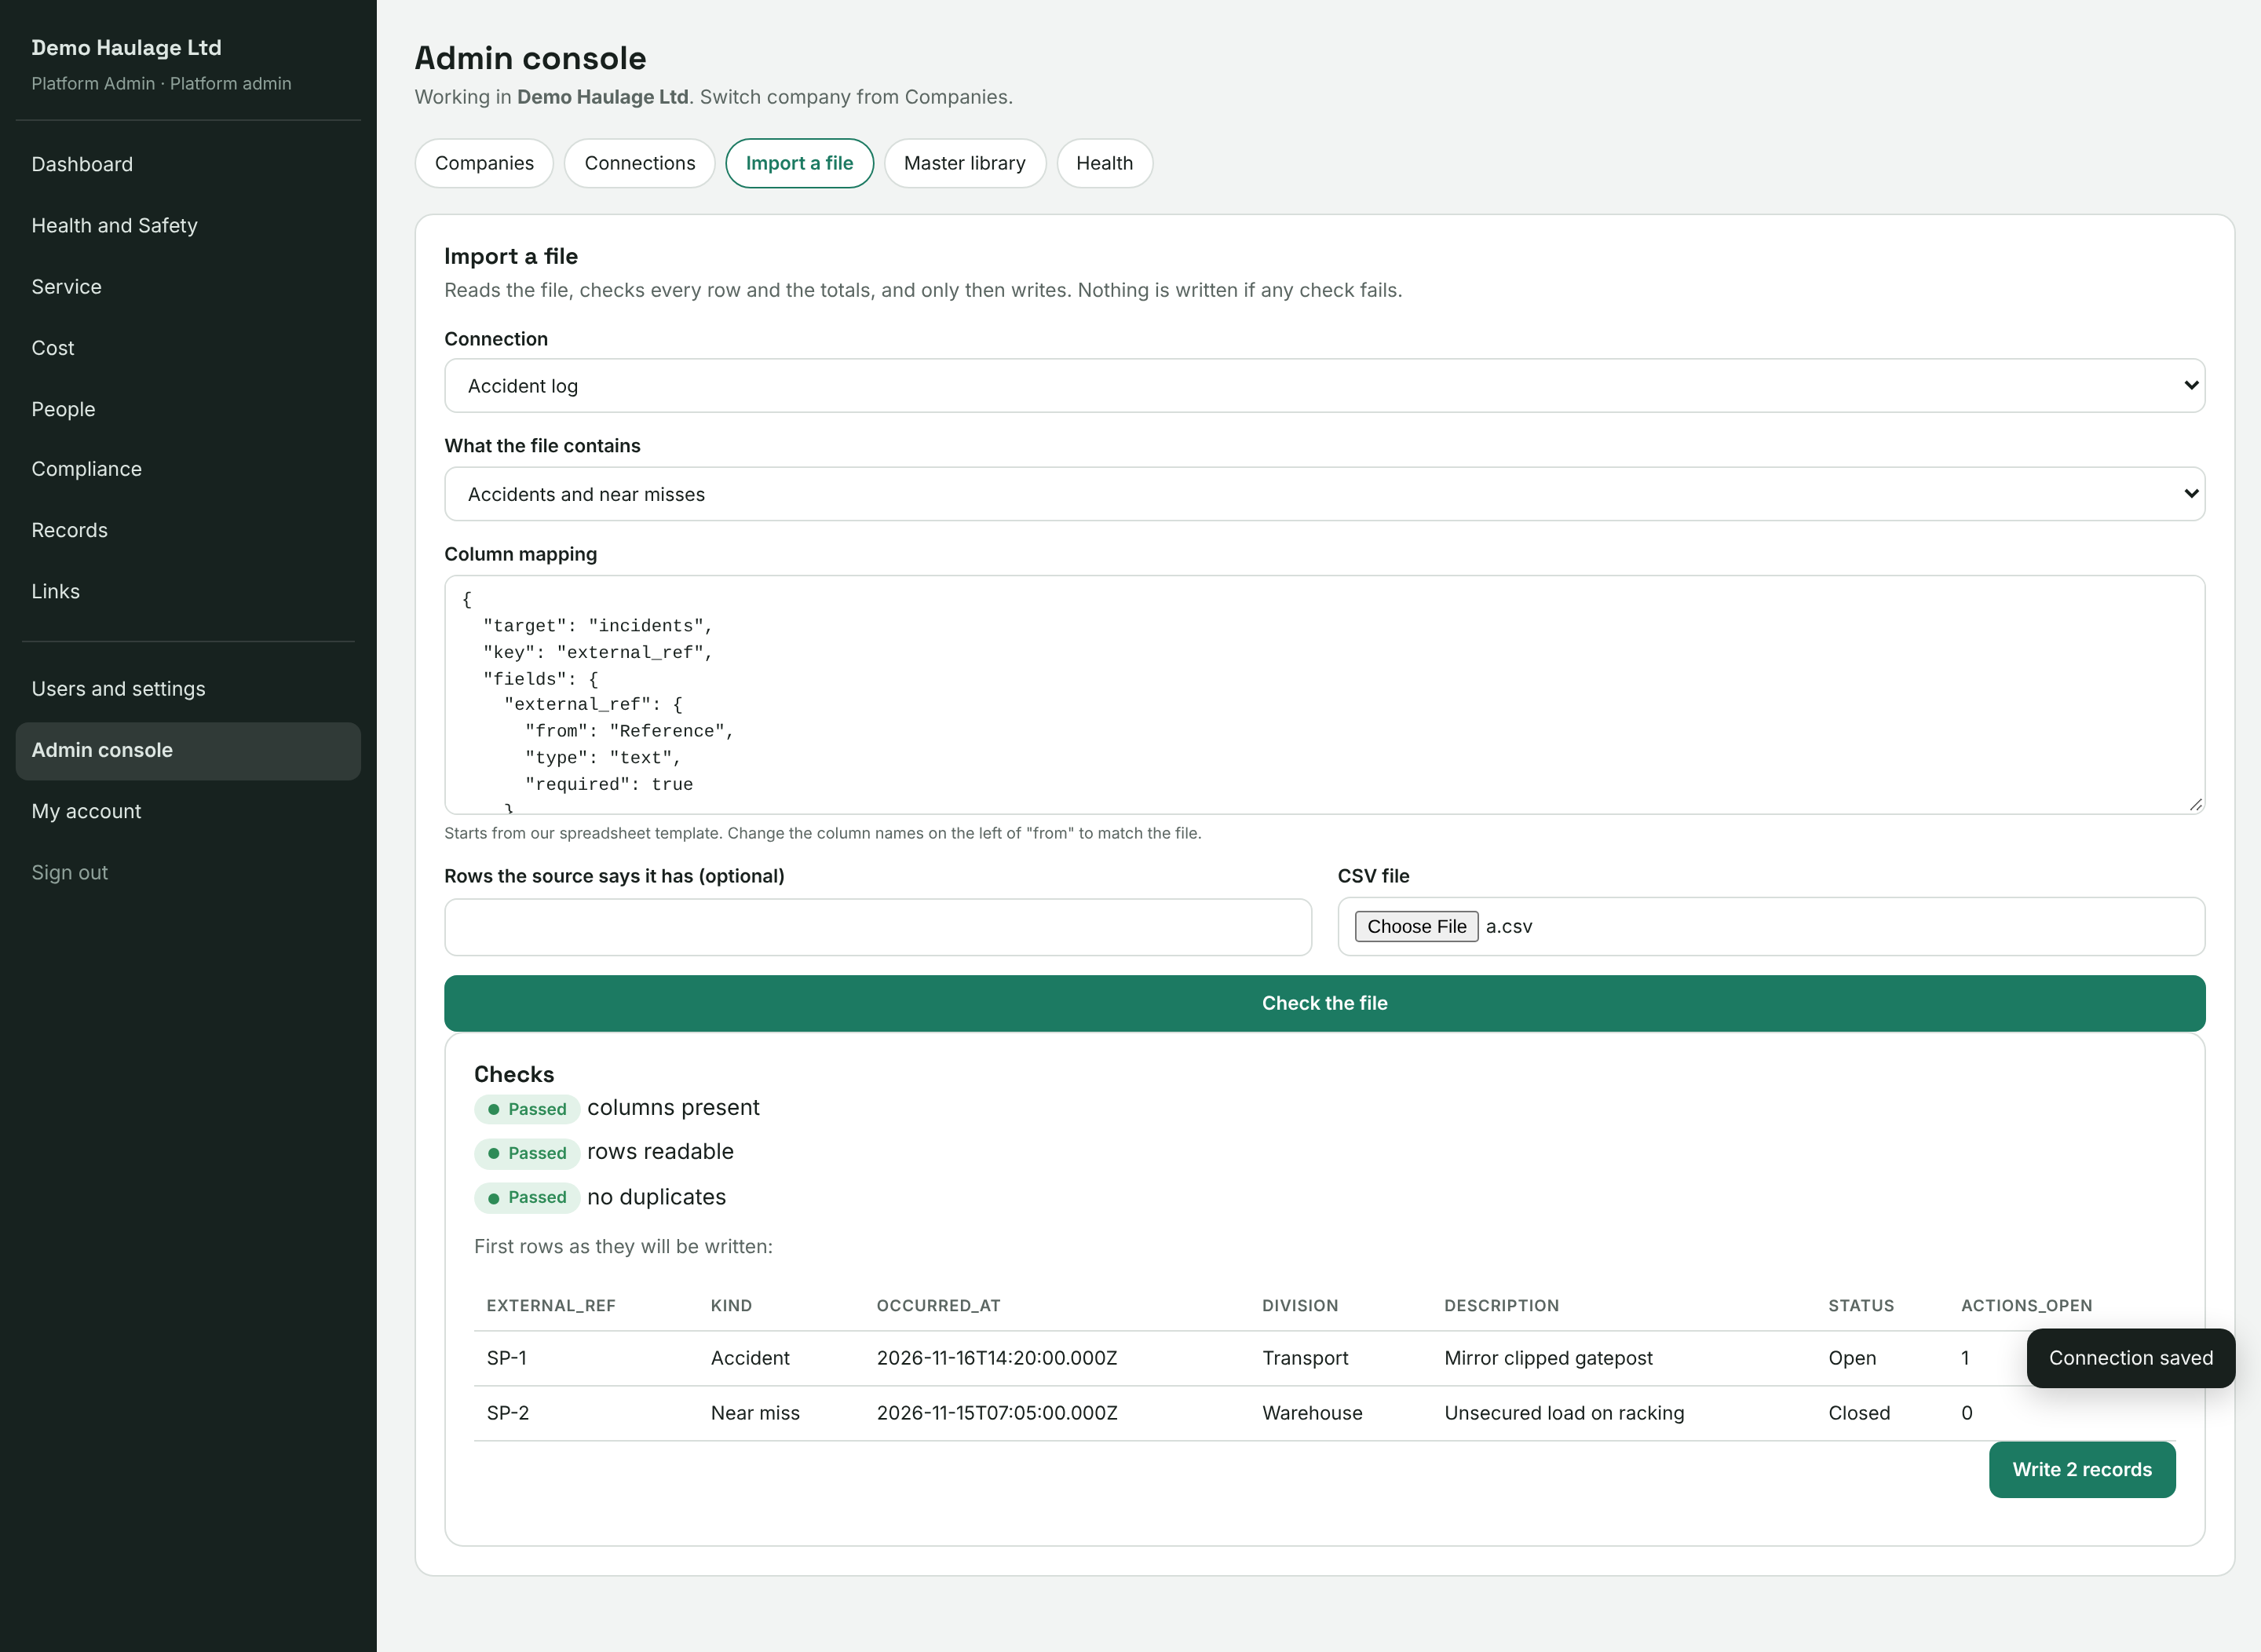 Demo Haulage Ltd
Platform Admin · Platform admin
Dashboard
Health and Safety
Service
Cost
People
Compliance
Records
Links
Users and settings
Admin console
My account
Sign out
Admin console
Working in Demo Haulage Ltd. Switch company from Companies.
Companies Connections Import a file Master library Health
Import a file
Reads the file, checks every row and the totals, and only then writes. Nothing is written if any check fails.
Connection
Accident log
What the file contains
Accidents and near misses
Column mapping
{
"target": "incidents",
"key": "external_ref",
"fields": {
"external_ref": {
"from": "Reference",
"type": "text",
"required": true
}
Starts from our spreadsheet template. Change the column names on the left of "from" to match the file.
Rows the source says it has (optional) CSV file
Choose File a.csv
Check the file
Checks
Passed columns present
Passed rows readable
Passed no duplicates
First rows as they will be written:
EXTERNAL_REF KIND OCCURRED_AT DIVISION DESCRIPTION STATUS ACTIONS_OPEN
SP-1 Accident 2026-11-16T14:20:00.000Z Transport Mirror clipped gatepost Open 1
Connection saved
SP-2 Near miss 2026-11-15T07:05:00.000Z Warehouse Unsecured load on racking Closed 0
Write 2 records